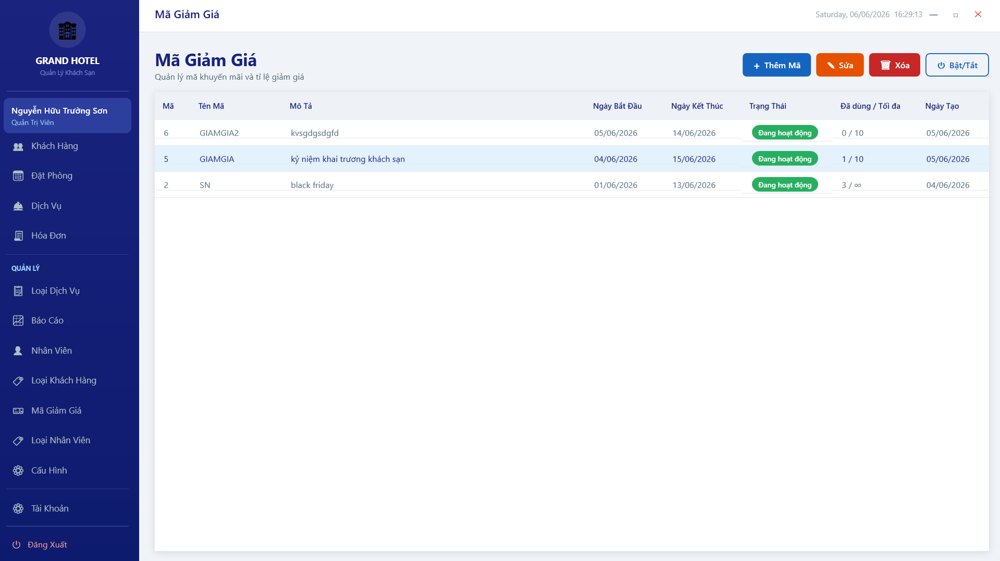 GRAND HOTEL
Quản Lý Khách Sạn
Nguyễn Hữu Trường Sơn
Quản Trị Viên
Khách Hàng
Đặt Phòng
Dịch Vụ
Hóa Đơn
QUẢN LÝ
Loại Dịch Vụ
Báo Cáo
Nhân Viên
Loại Khách Hàng
Mã Giảm Giá
Loại Nhân Viên
Cấu Hình
Tài Khoản
Đăng Xuất
Mã Giảm Giá
Saturday, 06/06/2026 16:29:13
Mã Giảm Giá
Quản lý mã khuyến mãi và tỉ lệ giảm giá
+ Thêm Mã
Sửa
Xóa
Bật/Tắt
Mã Tên Mã Mô Tả Ngày Bắt Đầu Ngày Kết Thúc Trạng Thái Đã dùng / Tối đa Ngày Tạo
6 GIAMGIA2 kvsgdgsdgfd 05/06/2026 14/06/2026 Đang hoạt động 0 / 10 05/06/2026
5 GIAMGIA kỷ niệm khai trương khách sạn 04/06/2026 15/06/2026 Đang hoạt động 1 / 10 05/06/2026
2 SN black friday 01/06/2026 13/06/2026 Đang hoạt động 3 / ∞ 04/06/2026